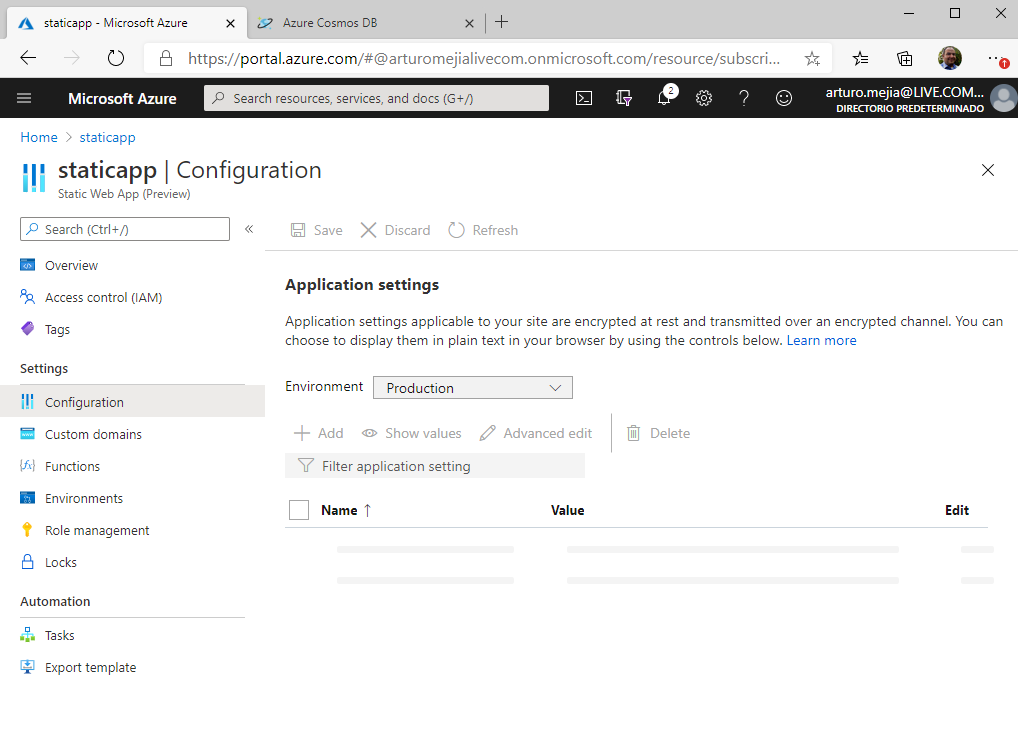 staticapp - Microsoft Azure
Azure Cosmos DB
https://portal.azure.com/#@arturomejialivecom.onmicrosoft.com/resource/subscri...
Microsoft Azure
Search resources, services, and docs (G+/)
2
arturo.mejia@LIVE.COM...
DIRECTORIO PREDETERMINADO
Home > staticapp
staticapp | Configuration
Static Web App (Preview)
Search (Ctrl+/)
«
Save
Discard
Refresh
Overview
Access control (IAM)
Tags
Settings
Configuration
Custom domains
Functions
Environments
Role management
Locks
Automation
Tasks
Export template
Application settings
Application settings applicable to your site are encrypted at rest and transmitted over an encrypted channel. You can
choose to display them in plain text in your browser by using the controls below. Learn more
Environment
Production
Add
Show values
Advanced edit
Delete
Filter application setting
Name ↑
Value
Edit